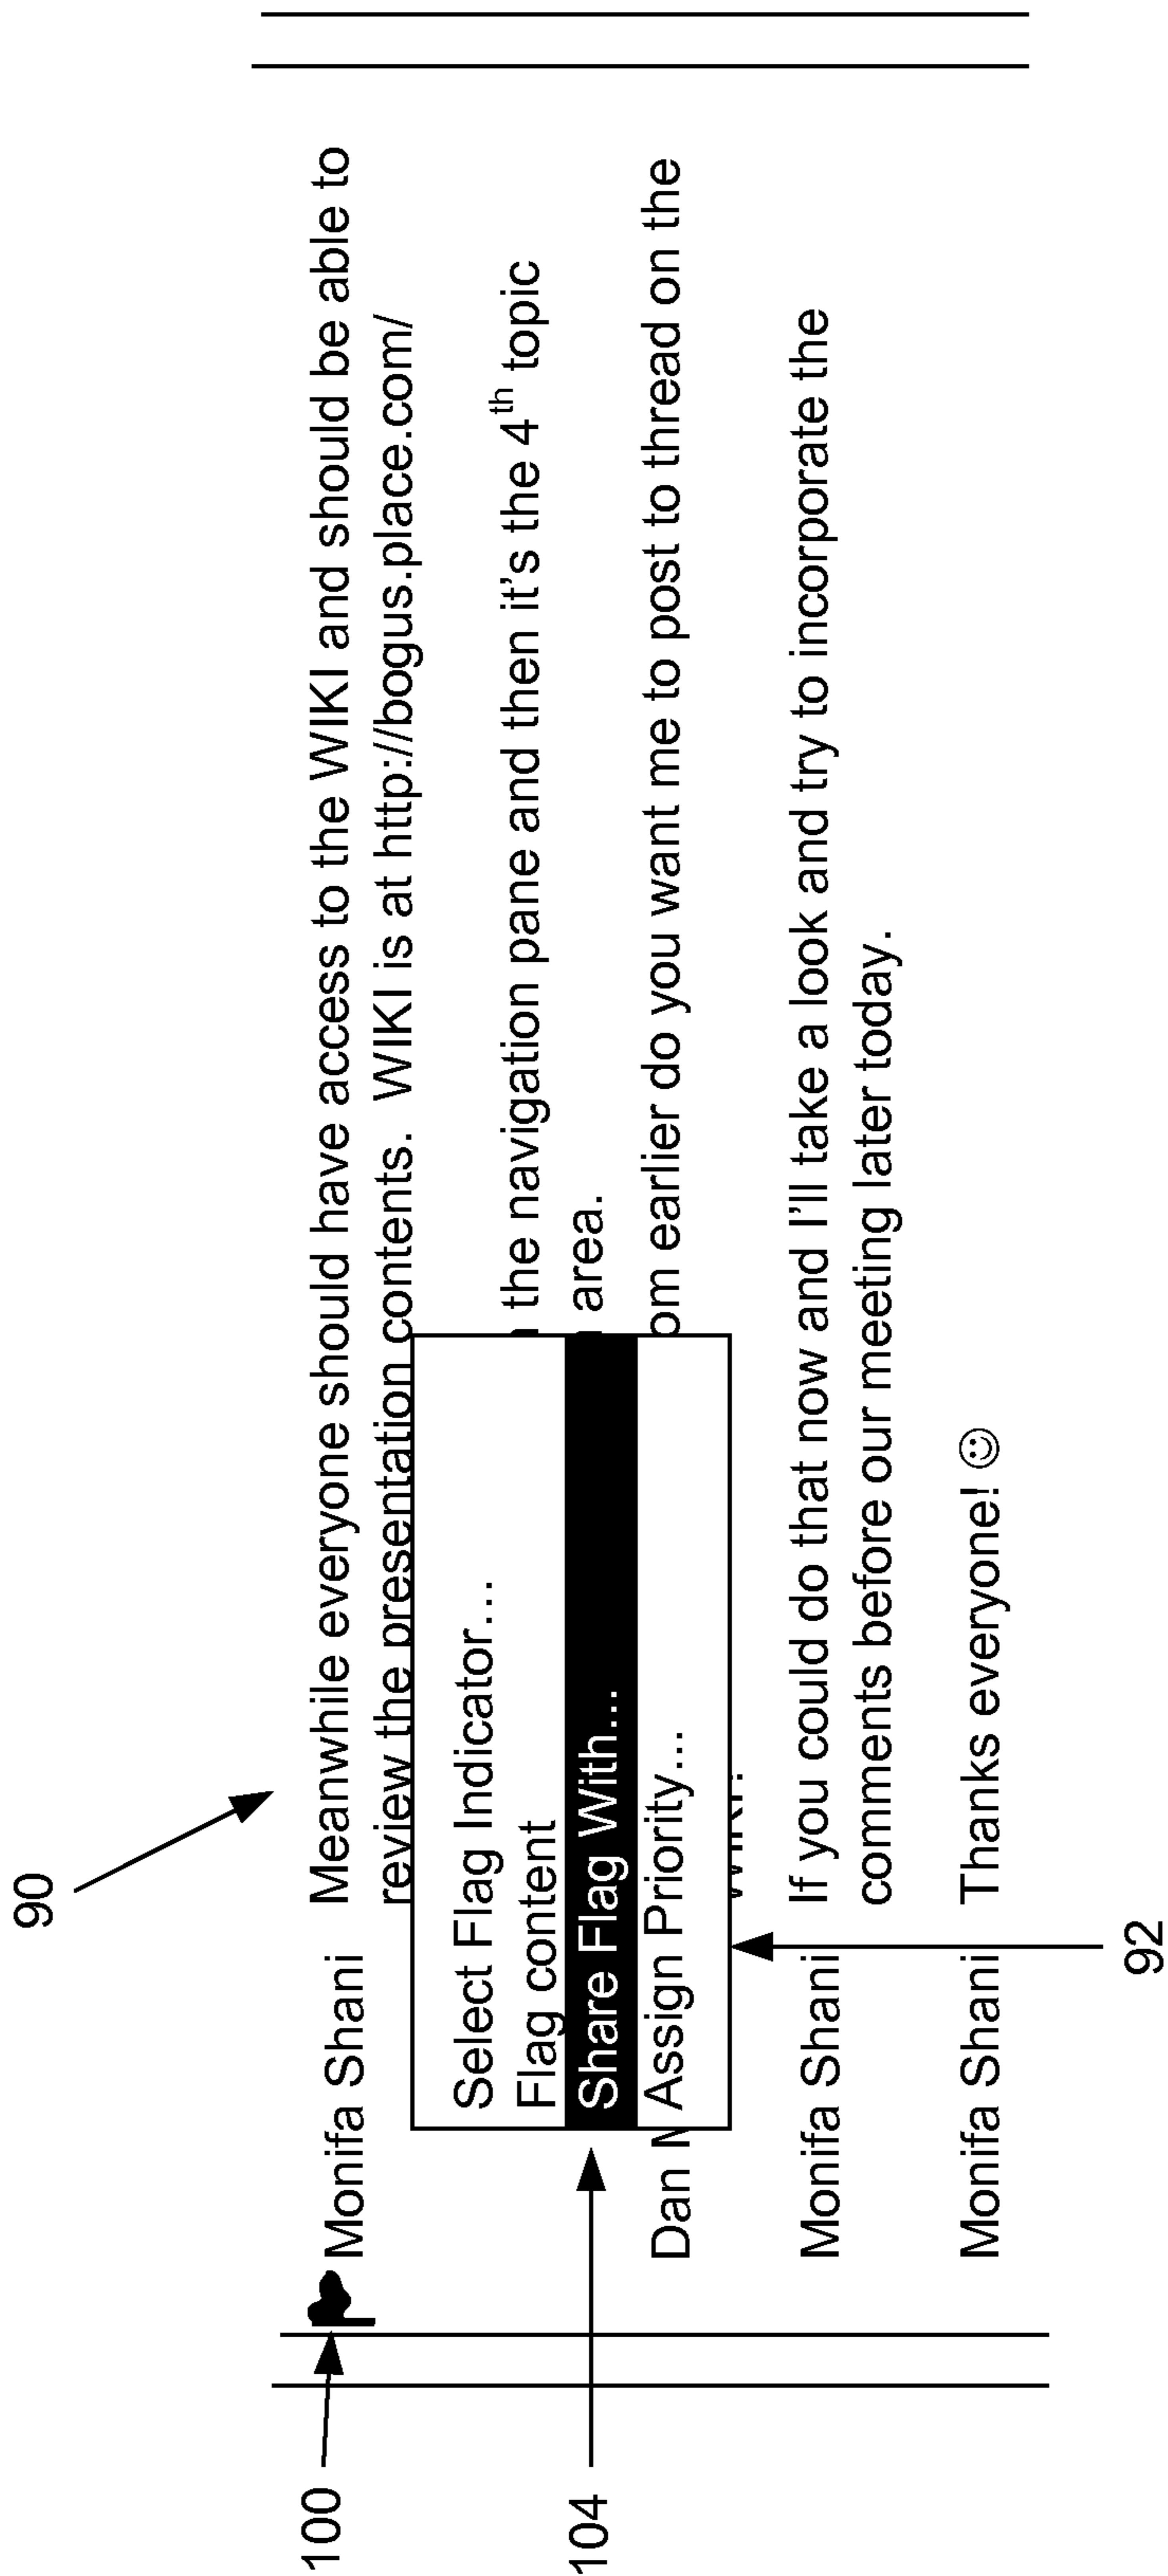 90
100
Monifa Shani Meanwhile everyone should have access to the WIKI and should be able to
review the presentation contents. WIKI is at http://bogus.place.com/
Select Flag Indicator...
the navigation pane and then it's the 4th topic
Flag content
104
Share Flag With...
area.
Dan
Assign Priority...
earlier do you want me to post to thread on the
Monifa Shani If you could do that now and I'll take a look and try to incorporate the
comments before our meeting later today.
Monifa Shani Thanks everyone! ☺
92